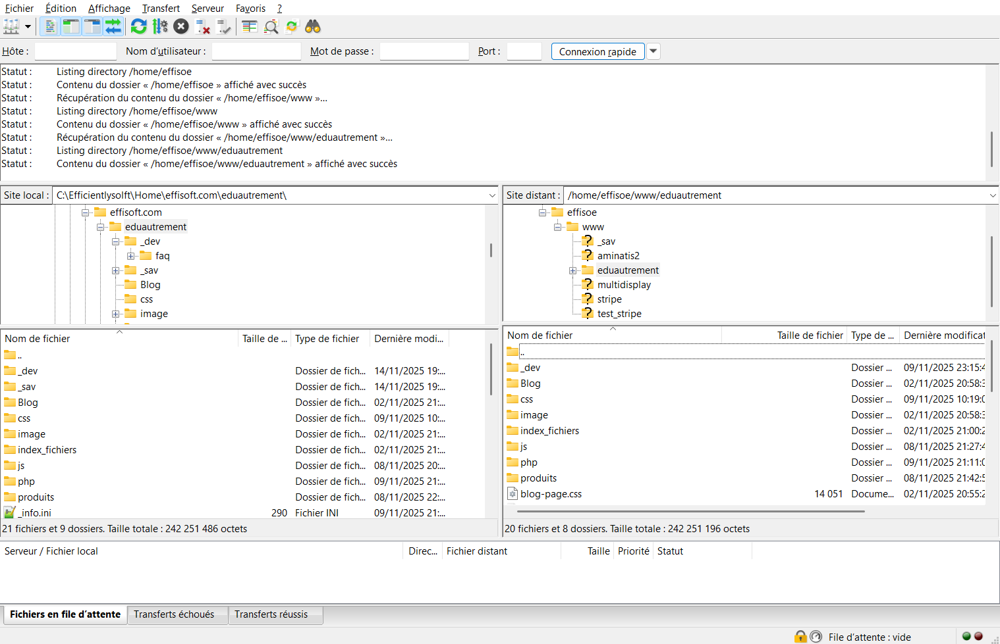 Fichier Édition Affichage Transfert Serveur Favoris ?
Hôte : Nom d'utilisateur : Mot de passe : Port : Connexion rapide
Statut : Listing directory /home/effisoe
Statut : Contenu du dossier « /home/effisoe » affiché avec succès
Statut : Récupération du contenu du dossier « /home/effisoe/www »...
Statut : Listing directory /home/effisoe/www
Statut : Contenu du dossier « /home/effisoe/www » affiché avec succès
Statut : Récupération du contenu du dossier « /home/effisoe/www/eduautrement »...
Statut : Listing directory /home/effisoe/www/eduautrement
Statut : Contenu du dossier « /home/effisoe/www/eduautrement » affiché avec succès
Site local : C:\Efficientlysolft\Home\effisoft.com\eduautrement\
effisoft.com
eduautrement
_dev
faq
_sav
Blog
css
image
Nom de fichier Taille de ... Type de fichier Dernière modi...
..
_dev Dossier de fich... 14/11/2025 19:...
_sav Dossier de fich... 14/11/2025 19:...
Blog Dossier de fich... 02/11/2025 21:...
css Dossier de fich... 09/11/2025 10:...
image Dossier de fich... 02/11/2025 21:...
index_fichiers Dossier de fich... 02/11/2025 21:...
js Dossier de fich... 08/11/2025 20:...
php Dossier de fich... 09/11/2025 21:...
produits Dossier de fich... 08/11/2025 22:...
_info.ini 290 Fichier INI 09/11/2025 21:...
21 fichiers et 9 dossiers. Taille totale : 242 251 486 octets
Site distant : /home/effisoe/www/eduautrement
effisoe
www
_sav
aminatis2
eduautrement
multidisplay
stripe
test_stripe
Nom de fichier Taille de fichier Type de ... Dernière modificat
..
_dev Dossier ... 09/11/2025 23:15:4
Blog Dossier ... 02/11/2025 20:58:3
css Dossier ... 09/11/2025 10:19:0
image Dossier ... 02/11/2025 20:58:3
index_fichiers Dossier ... 02/11/2025 21:00:2
js Dossier ... 08/11/2025 21:27:4
php Dossier ... 09/11/2025 21:11:0
produits Dossier ... 08/11/2025 21:42:5
blog-page.css 14 051 Docume... 02/11/2025 20:55:2
20 fichiers et 8 dossiers. Taille totale : 242 251 196 octets
Serveur / Fichier local Direc... Fichier distant Taille Priorité Statut
Fichiers en file d'attente Transferts échoués Transferts réussis
File d'attente : vide